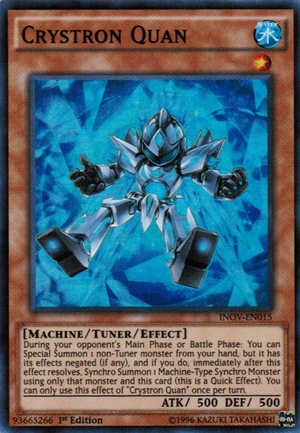 CRYSTRON QUAN
WATER
水
INOV-EN015
[MACHINE/TUNER/EFFECT]
During your opponent's Main Phase or Battle Phase: You can
Special Summon 1 non-Tuner monster from your hand, but it has
its effects negated (if any), and if you do, immediately after this
effect resolves, Synchro Summon 1 Machine-Type Synchro Monster
using only that monster and this card (this is a Quick Effect). You
can only use this effect of "Crystron Quan" once per turn.
ATK/ 500 DEF/ 500
93665266 1st Edition ©1996 KAZUKI TAKAHASHI